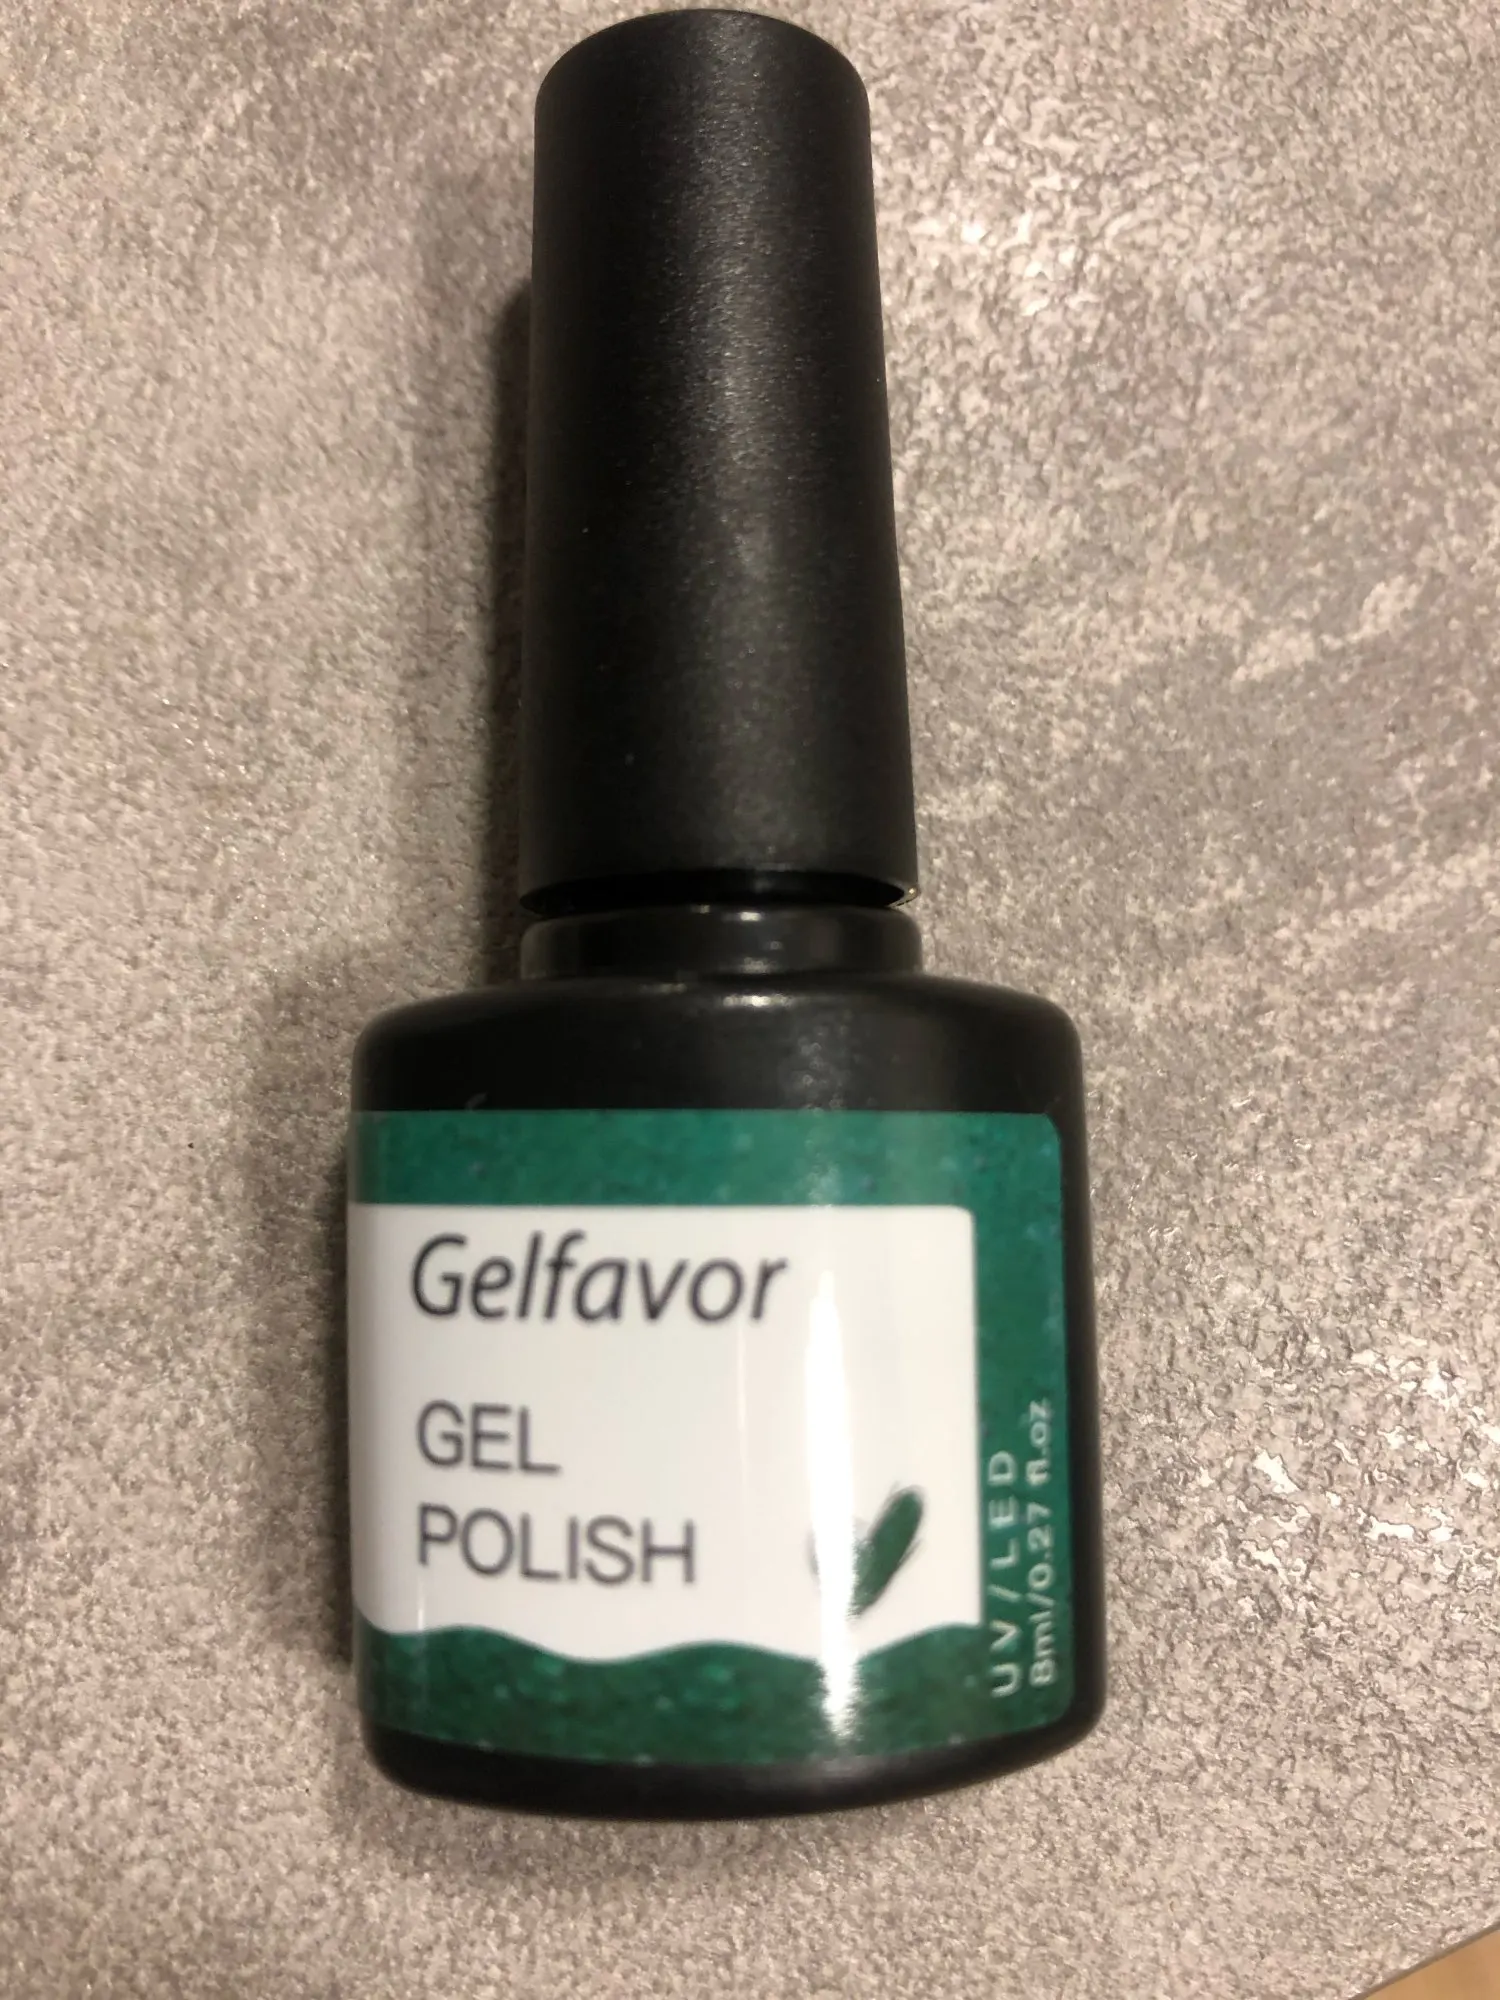 Gelfavor
GEL
POLISH
UV/LED
8ml/0.27 fl.oz